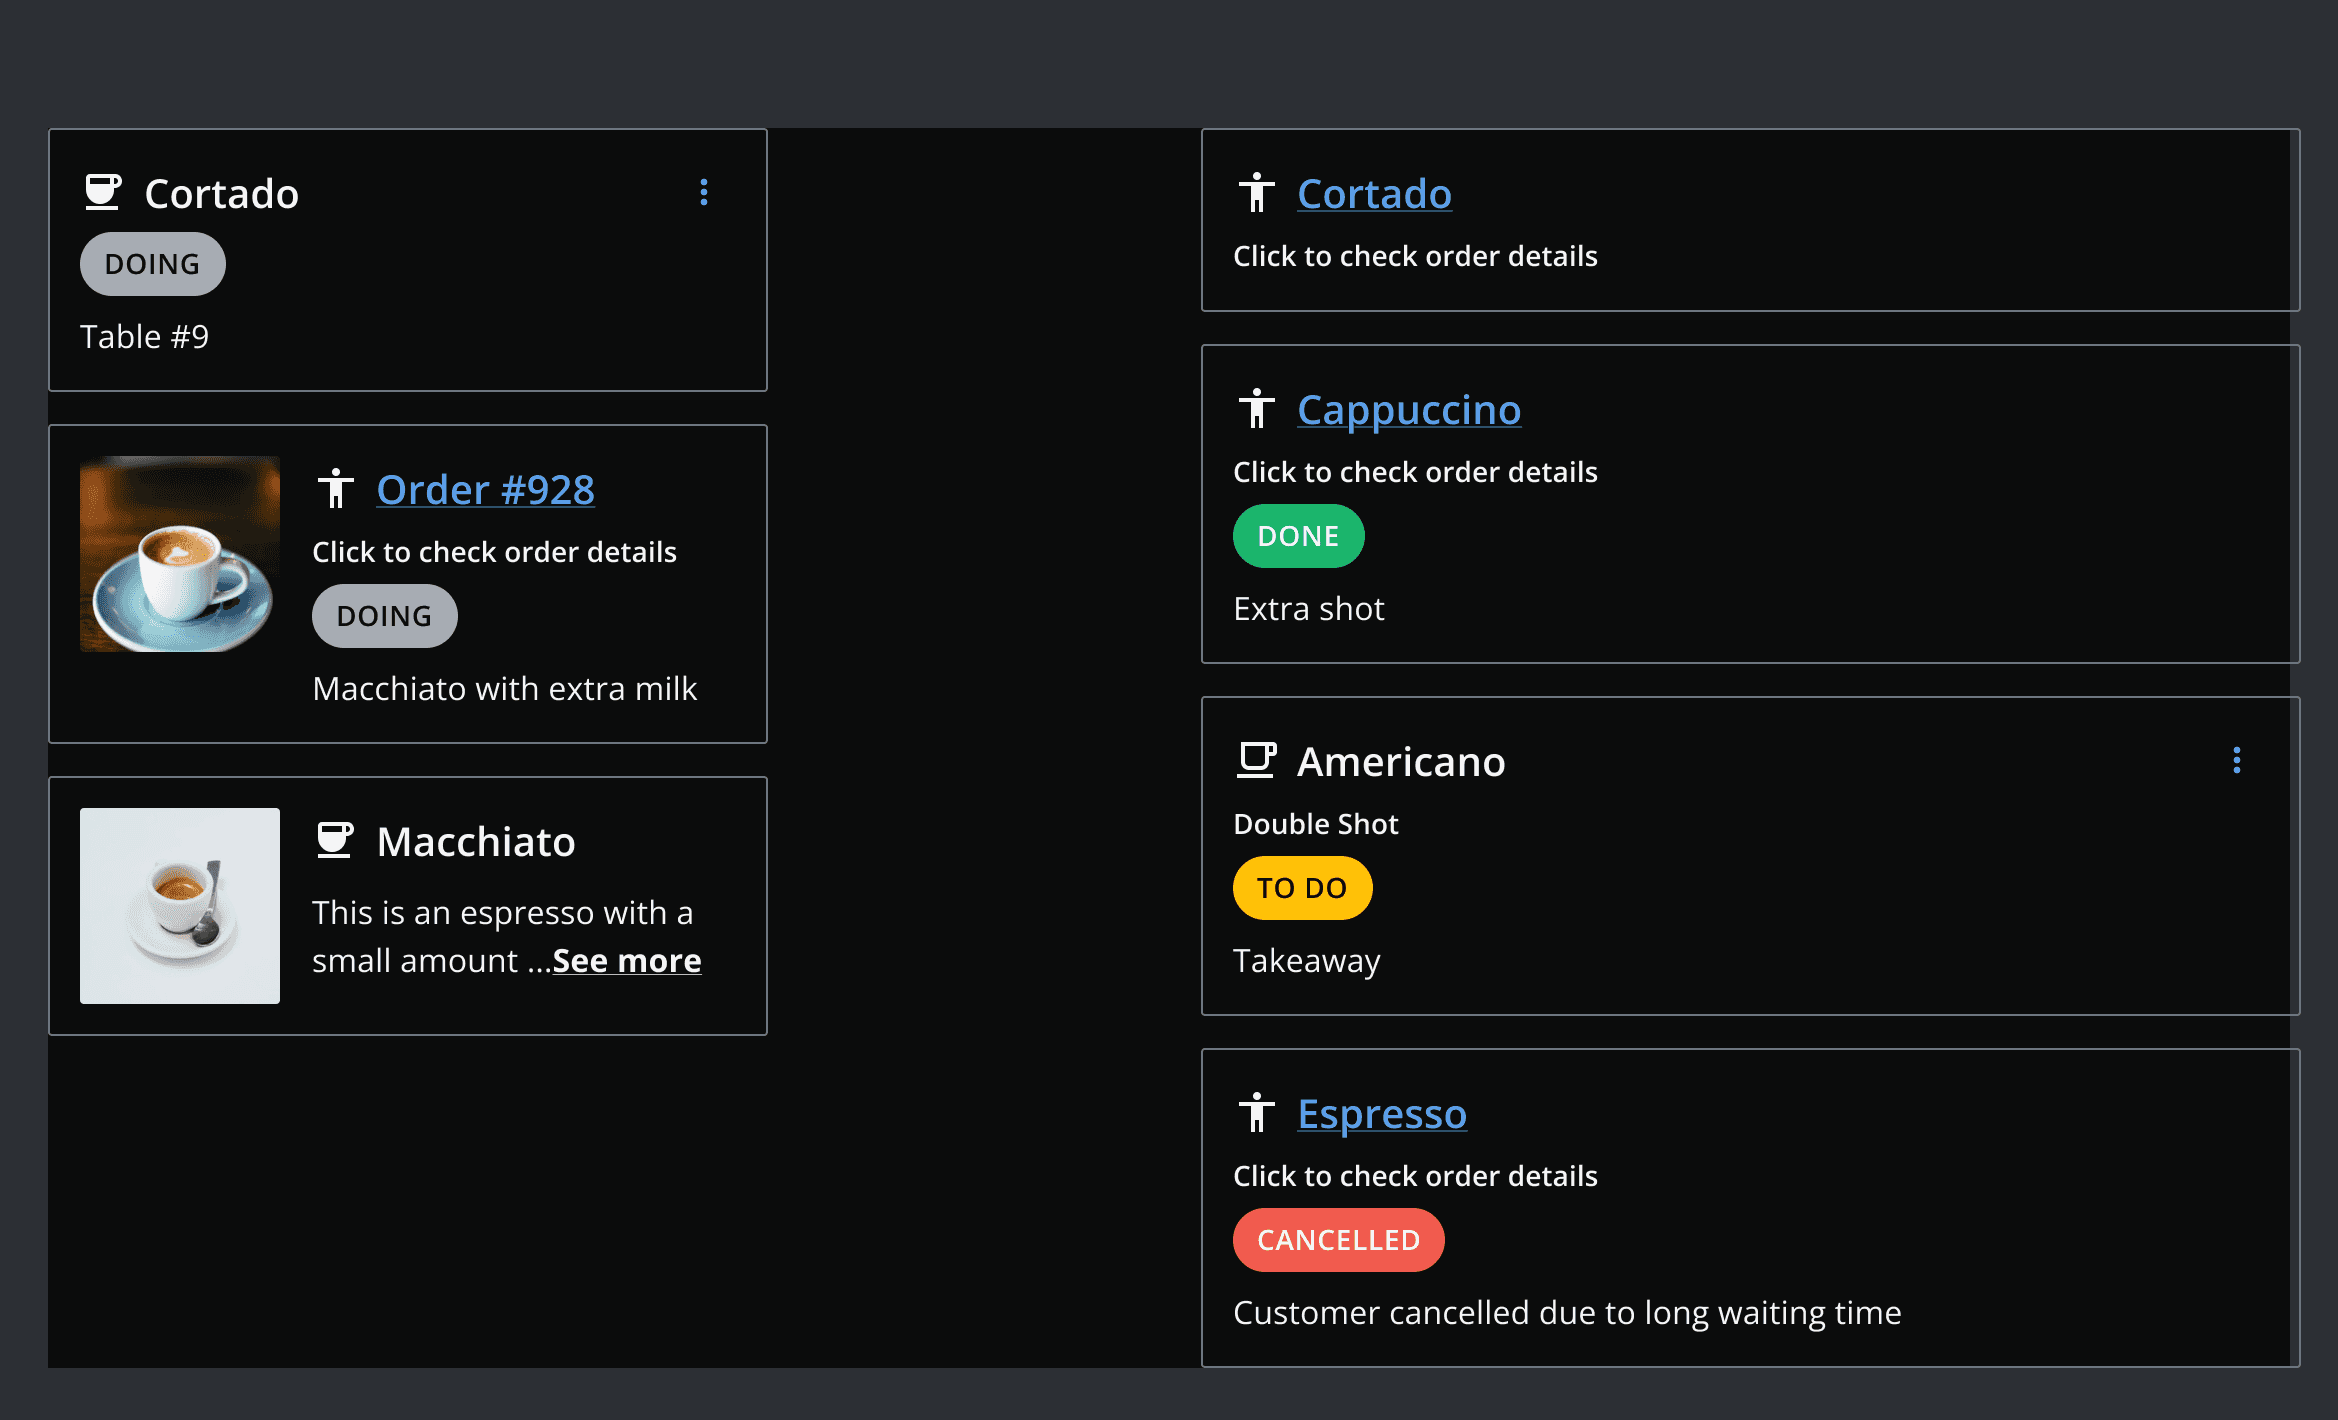 Cortado
DOING
Table #9
Order #928
Click to check order details
DOING
Macchiato with extra milk
Macchiato
This is an espresso with a
small amount ...See more
Cortado
Click to check order details
Cappuccino
Click to check order details
DONE
Extra shot
Americano
Double Shot
TO DO
Takeaway
Espresso
Click to check order details
CANCELLED
Customer cancelled due to long waiting time